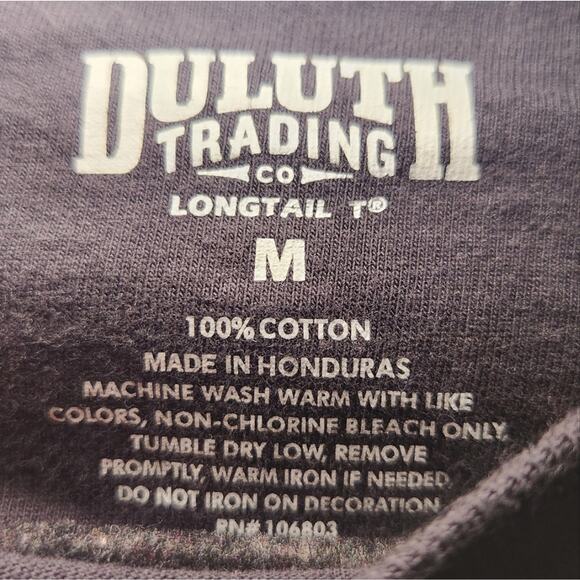 DULUTH
TRADING
CO
LONGTAIL T®
M
100% COTTON
MADE IN HONDURAS
MACHINE WASH WARM WITH LIKE
COLORS, NON-CHLORINE BLEACH ONLY,
TUMBLE DRY LOW, REMOVE
PROMPTLY, WARM IRON IF NEEDED
DO NOT IRON ON DECORATION
RN# 106803